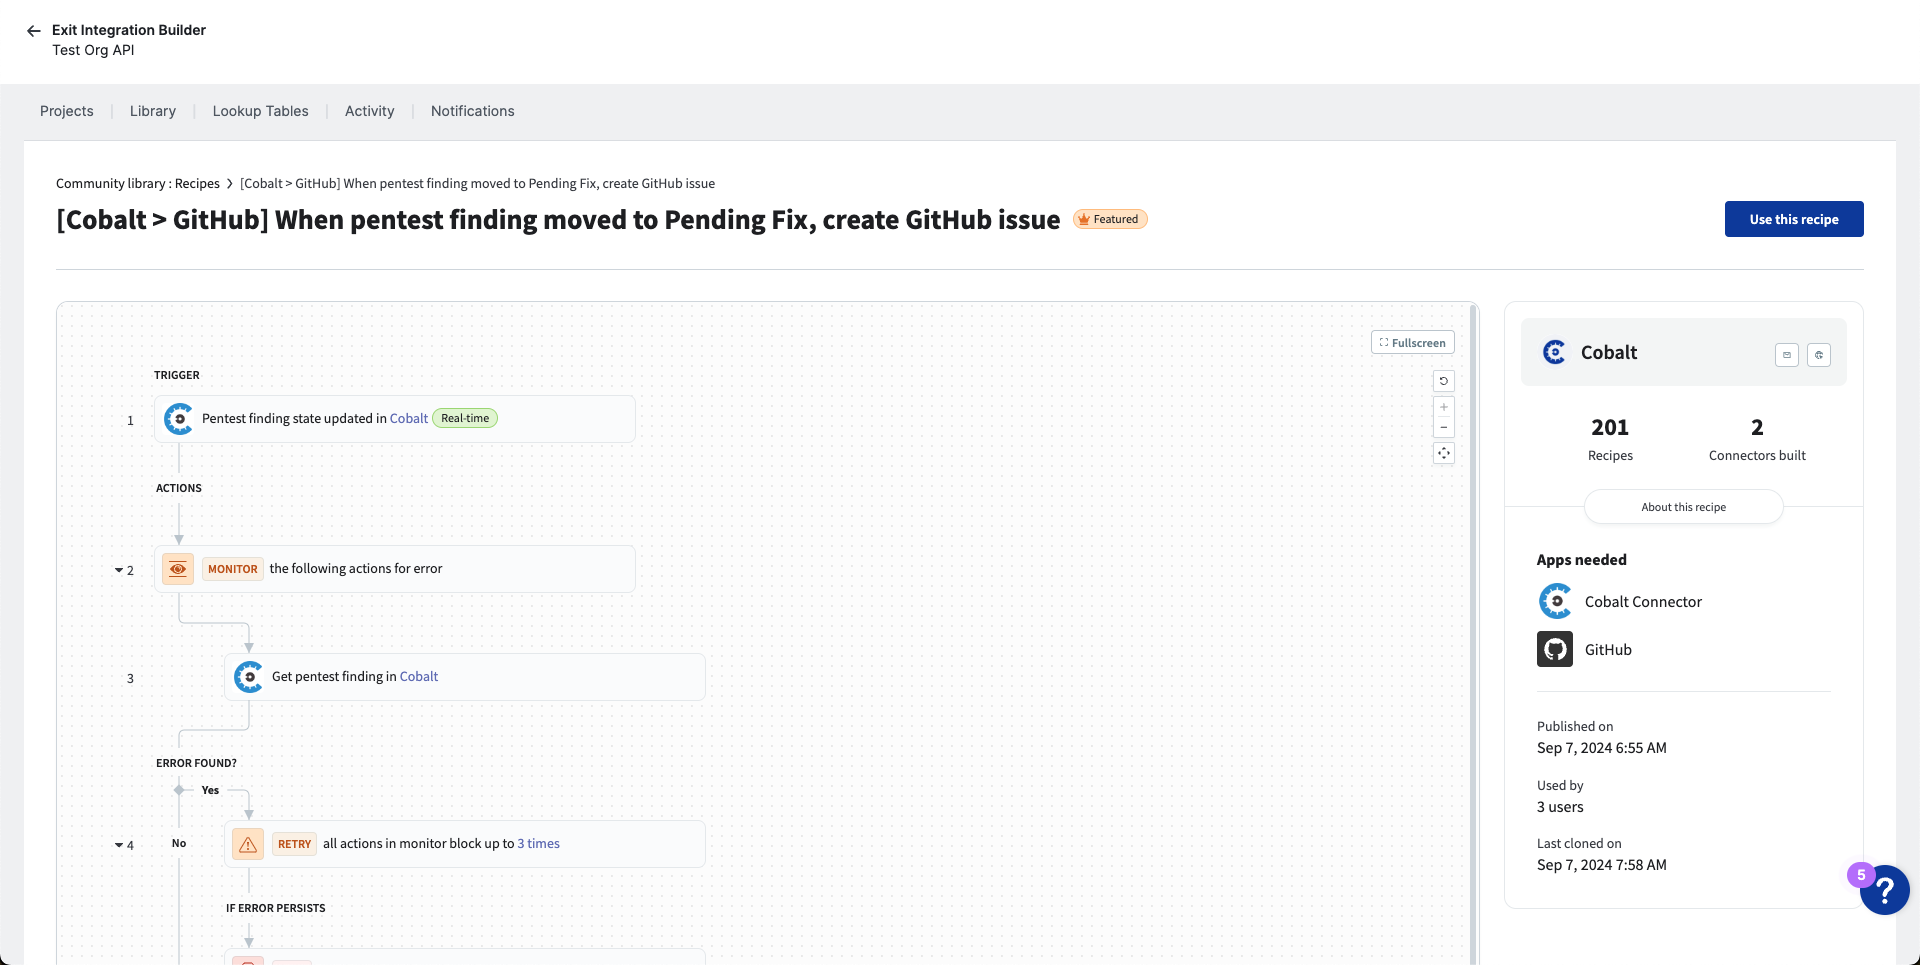 Exit Integration Builder
Test Org API
Projects
Library
Lookup Tables
Activity
Notifications
Community library : Recipes > [Cobalt > GitHub] When pentest finding moved to Pending Fix, create GitHub issue
[Cobalt > GitHub] When pentest finding moved to Pending Fix, create GitHub issue
Featured
Use this recipe
Fullscreen
TRIGGER
1
Pentest finding state updated in Cobalt Real-time
ACTIONS
2
MONITOR the following actions for error
3
Get pentest finding in Cobalt
ERROR FOUND?
Yes
No
4
RETRY all actions in monitor block up to 3 times
IF ERROR PERSISTS
Cobalt
201
Recipes
2
Connectors built
About this recipe
Apps needed
Cobalt Connector
GitHub
Published on
Sep 7, 2024 6:55 AM
Used by
3 users
Last cloned on
Sep 7, 2024 7:58 AM
5
?